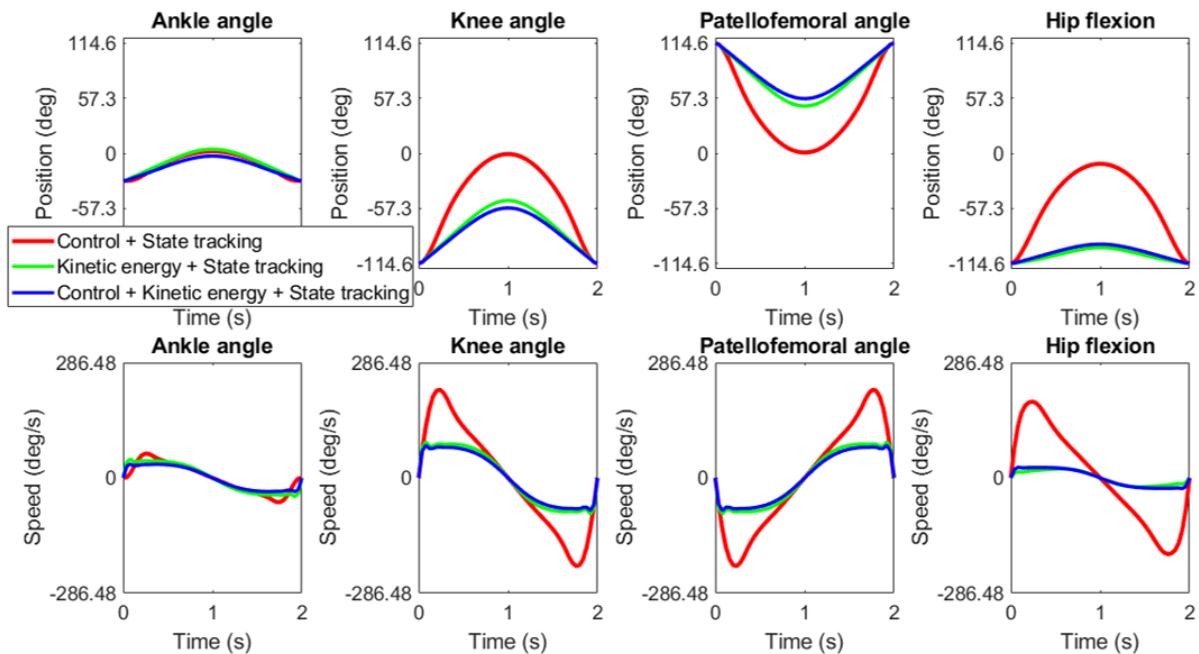 Ankle angle
Knee angle
Patellofemoral angle
Hip flexion
114.6
57.3
0
-57.3
Position (deg)
114.6
57.3
0
-57.3
-114.6
0
1
2
Position (deg)
Time (s)
114.6
57.3
0
-57.3
-114.6
0
1
2
Position (deg)
Time (s)
114.6
57.3
0
-57.3
-114.6
0
1
2
Position (deg)
Time (s)
Control + State tracking
Kinetic energy + State tracking
Control + Kinetic energy + State tracking
Time (s)
Ankle angle
Knee angle
Patellofemoral angle
Hip flexion
286.48
0
-286.48
0
1
2
Speed (deg/s)
Time (s)
286.48
0
-286.48
0
1
2
Speed (deg/s)
Time (s)
286.48
0
-286.48
0
1
2
Speed (deg/s)
Time (s)
286.48
0
-286.48
0
1
2
Speed (deg/s)
Time (s)